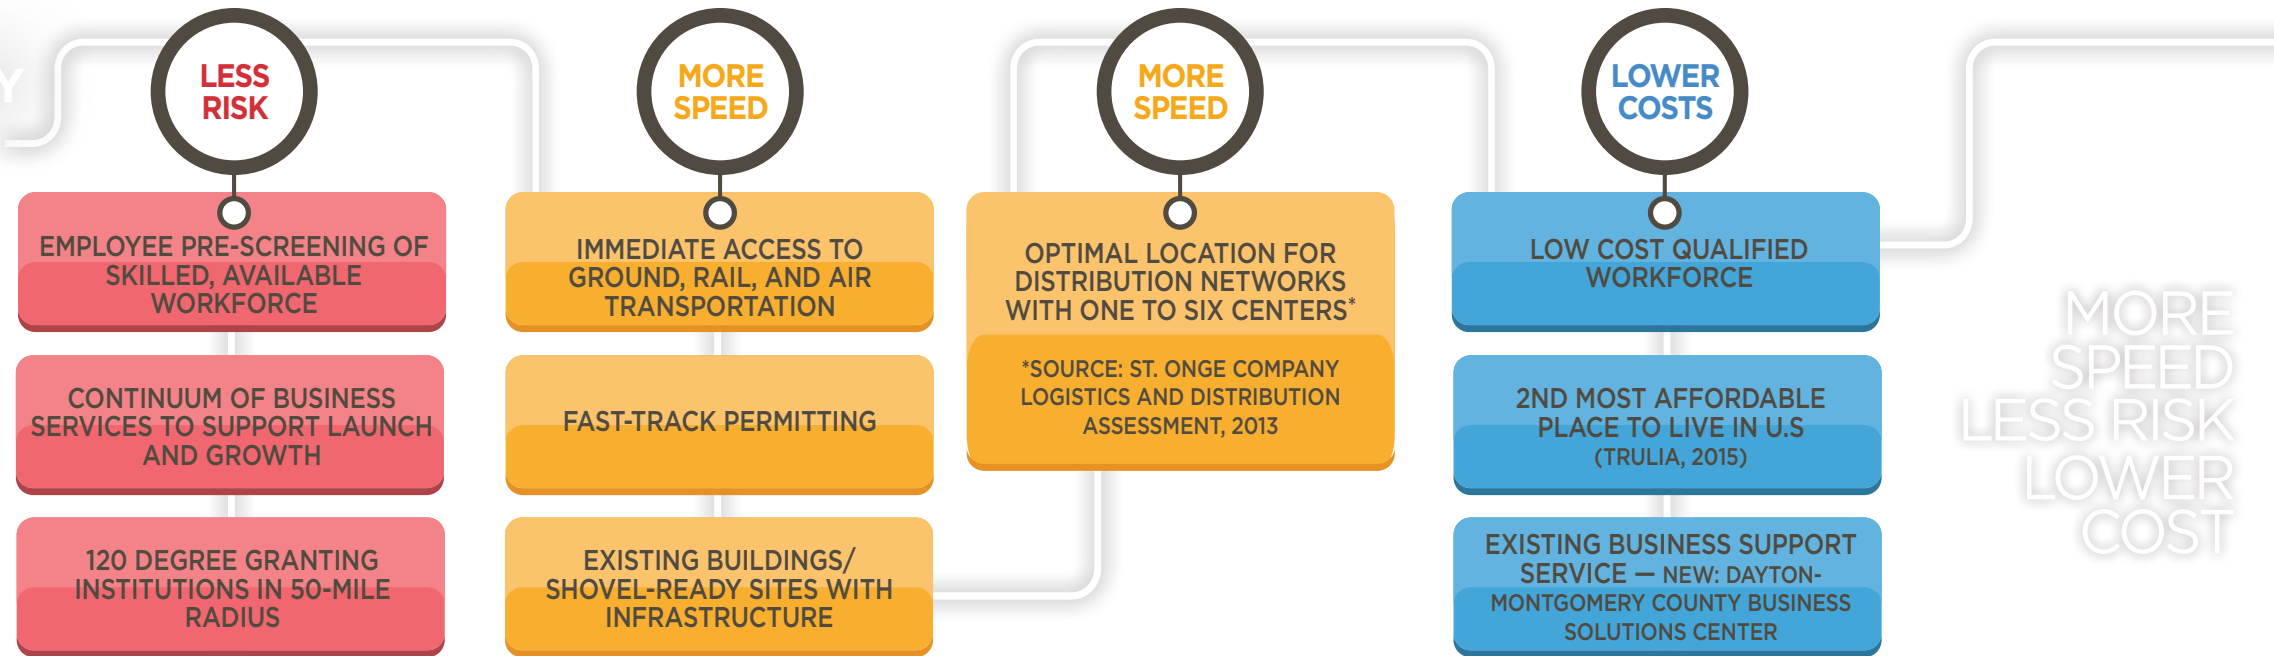 Y
LESS
RISK
EMPLOYEE PRE-SCREENING OF
SKILLED, AVAILABLE
WORKFORCE
CONTINUUM OF BUSINESS
SERVICES TO SUPPORT LAUNCH
AND GROWTH
120 DEGREE GRANTING
INSTITUTIONS IN 50-MILE
RADIUS
MORE
SPEED
IMMEDIATE ACCESS TO
GROUND, RAIL, AND AIR
TRANSPORTATION
FAST-TRACK PERMITTING
EXISTING BUILDINGS/
SHOVEL-READY SITES WITH
INFRASTRUCTURE
MORE
SPEED
OPTIMAL LOCATION FOR
DISTRIBUTION NETWORKS
WITH ONE TO SIX CENTERS*
*SOURCE: ST. ONGE COMPANY
LOGISTICS AND DISTRIBUTION
ASSESSMENT, 2013
LOWER
COSTS
LOW COST QUALIFIED
WORKFORCE
2ND MOST AFFORDABLE
PLACE TO LIVE IN U.S
(TRULIA, 2015)
EXISTING BUSINESS SUPPORT
SERVICE — NEW: DAYTON-
MONTGOMERY COUNTY BUSINESS
SOLUTIONS CENTER
MORE
SPEED
LESS RISK
LOWER
COST